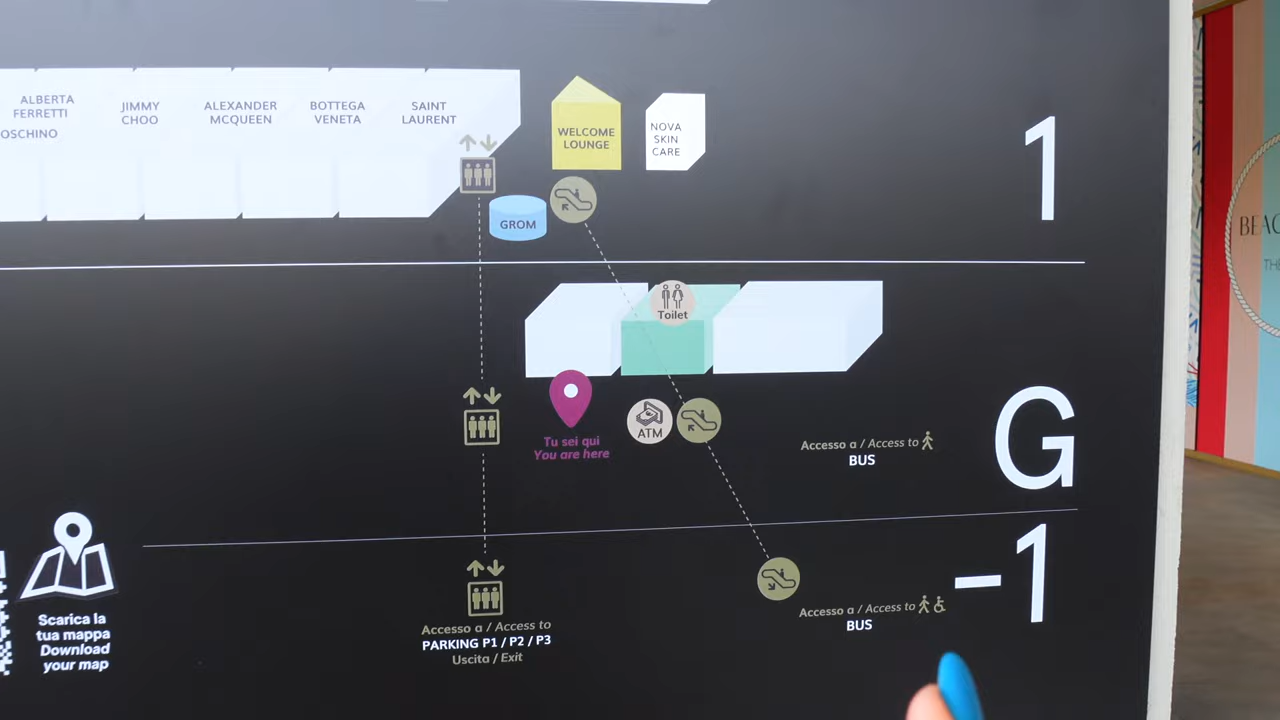 ALBERTA
FERRETTI
OSCHINO
JIMMY
CHOO
ALEXANDER
MCQUEEN
BOTTEGA
VENETA
SAINT
LAURENT
WELCOME
LOUNGE
NOVA
SKIN
CARE
1
GROM
Toilet
Tu sei qui
You are here
ATM
Accesso a / Access to
BUS
G
Scarica la
tua mappa
Download
your map
Accesso a / Access to
PARKING P1 / P2 / P3
Uscita / Exit
Accesso a / Access to
BUS
-1
BEAC
TH